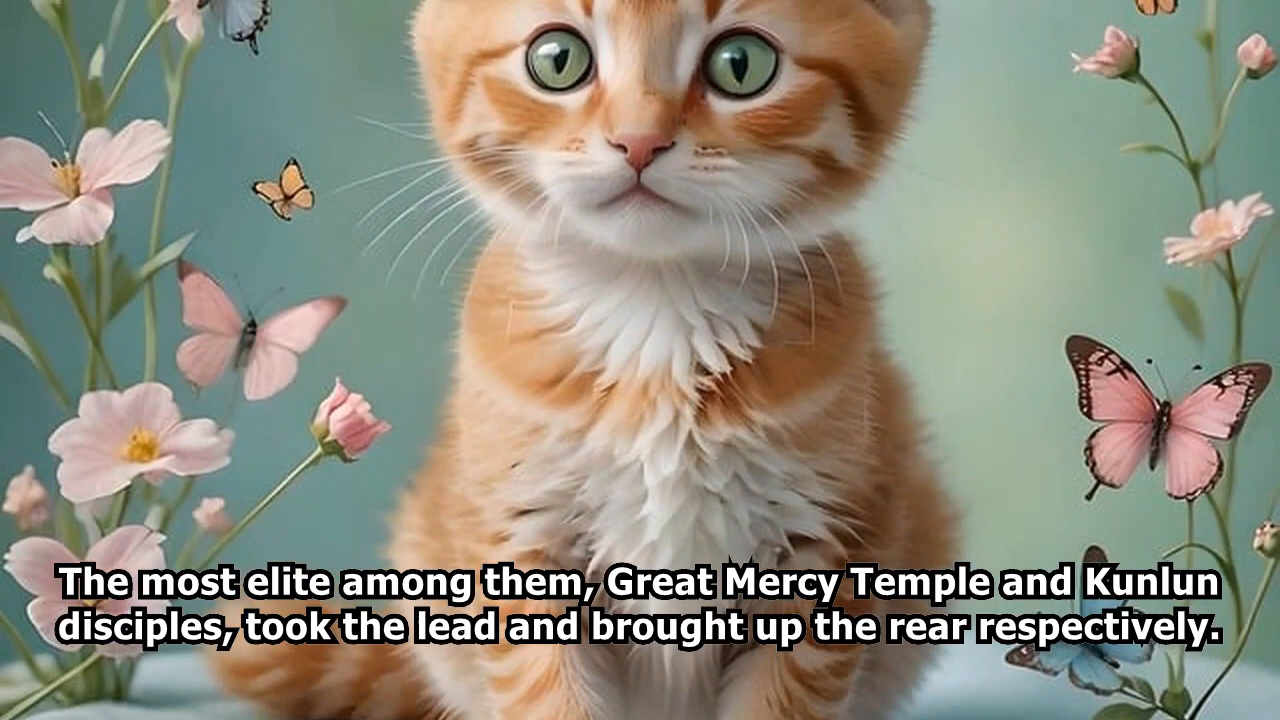 The most elite among them, Great Mercy Temple and Kunlun
disciples, took the lead and brought up the rear respectively.